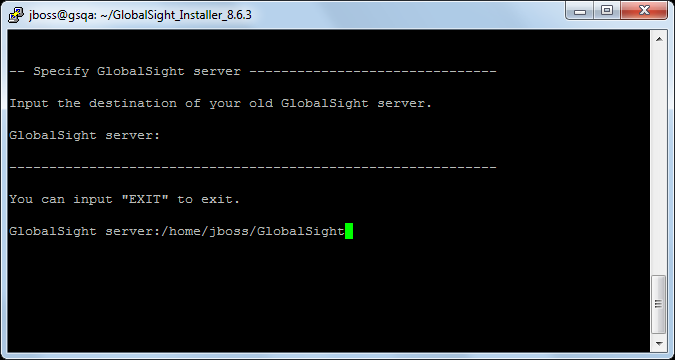 jboss@gsqa: ~/GlobalSight_Installer_8.6.3
-- Specify GlobalSight server -------------------------------
Input the destination of your old GlobalSight server.
GlobalSight server:
-------------------------------------------------------------
You can input "EXIT" to exit.
GlobalSight server:/home/jboss/GlobalSight